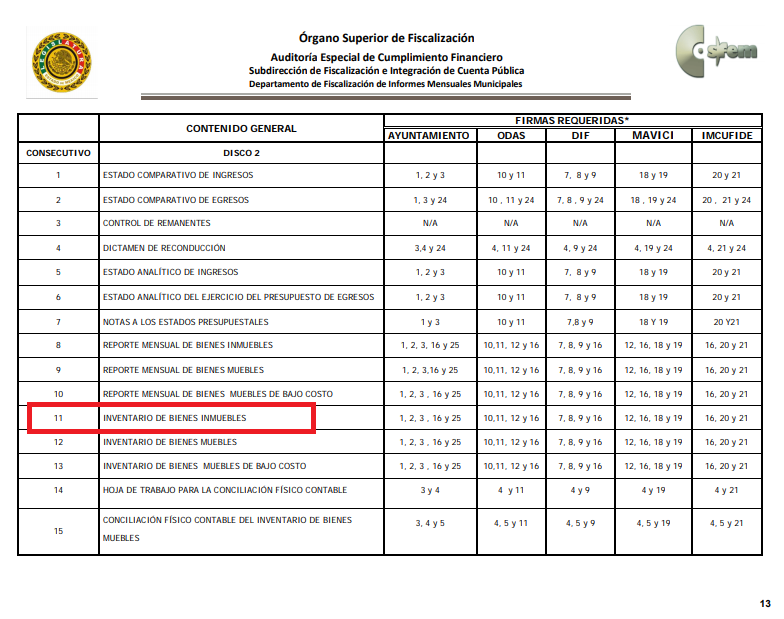 Órgano Superior de Fiscalización
Auditoría Especial de Cumplimiento Financiero
Subdirección de Fiscalización e Integración de Cuenta Pública
Departamento de Fiscalización de Informes Mensuales Municipales
osfem
CONTENIDO GENERAL FIRMAS REQUERIDAS*
AYUNTAMIENTO ODAS DIF MAVICI IMCUFIDE
CONSECUTIVO DISCO 2
1 ESTADO COMPARATIVO DE INGRESOS 1, 2 y 3 10 y 11 7, 8 y 9 18 y 19 20 y 21
2 ESTADO COMPARATIVO DE EGRESOS 1, 3 y 24 10 , 11 y 24 7, 8 , 9 y 24 18 , 19 y 24 20 , 21 y 24
3 CONTROL DE REMANENTES N/A N/A N/A N/A N/A
4 DICTAMEN DE RECONDUCCIÓN 3,4 y 24 4, 11 y 24 4, 9 y 24 4, 19 y 24 4, 21 y 24
5 ESTADO ANALÍTICO DE INGRESOS 1, 2 y 3 10 y 11 7, 8 y 9 18 y 19 20 y 21
6 ESTADO ANALÍTICO DEL EJERCICIO DEL PRESUPUESTO DE EGRESOS 1, 2 y 3 10 y 11 7, 8 y 9 18 y 19 20 y 21
7 NOTAS A LOS ESTADOS PRESUPUESTALES 1 y 3 10 y 11 7,8 y 9 18 Y 19 20 Y21
8 REPORTE MENSUAL DE BIENES INMUEBLES 1, 2, 3, 16 y 25 10,11, 12 y 16 7, 8, 9 y 16 12, 16, 18 y 19 16, 20 y 21
9 REPORTE MENSUAL DE BIENES MUEBLES 1, 2, 3,16 y 25 10,11, 12 y 16 7, 8, 9 y 16 12, 16, 18 y 19 16, 20 y 21
10 REPORTE MENSUAL DE BIENES MUEBLES DE BAJO COSTO 1, 2, 3 , 16 y 25 10,11, 12 y 16 7, 8, 9 y 16 12, 16, 18 y 19 16, 20 y 21
11 INVENTARIO DE BIENES INMUEBLES 1, 2, 3 , 16 y 25 10,11, 12 y 16 7, 8, 9 y 16 12, 16, 18 y 19 16, 20 y 21
12 INVENTARIO DE BIENES MUEBLES 1, 2, 3 , 16 y 25 10,11, 12 y 16 7, 8, 9 y 16 12, 16, 18 y 19 16, 20 y 21
13 INVENTARIO DE BIENES MUEBLES DE BAJO COSTO 1, 2, 3 , 16 y 25 10,11, 12 y 16 7, 8, 9 y 16 12, 16, 18 y 19 16, 20 y 21
14 HOJA DE TRABAJO PARA LA CONCILIACIÓN FÍSICO CONTABLE 3 y 4 4 y 11 4 y 9 4 y 19 4 y 21
15 CONCILIACIÓN FÍSICO CONTABLE DEL INVENTARIO DE BIENES 3, 4 y 5 4, 5 y 11 4, 5 y 9 4, 5 y 19 4, 5 y 21
MUEBLES
13